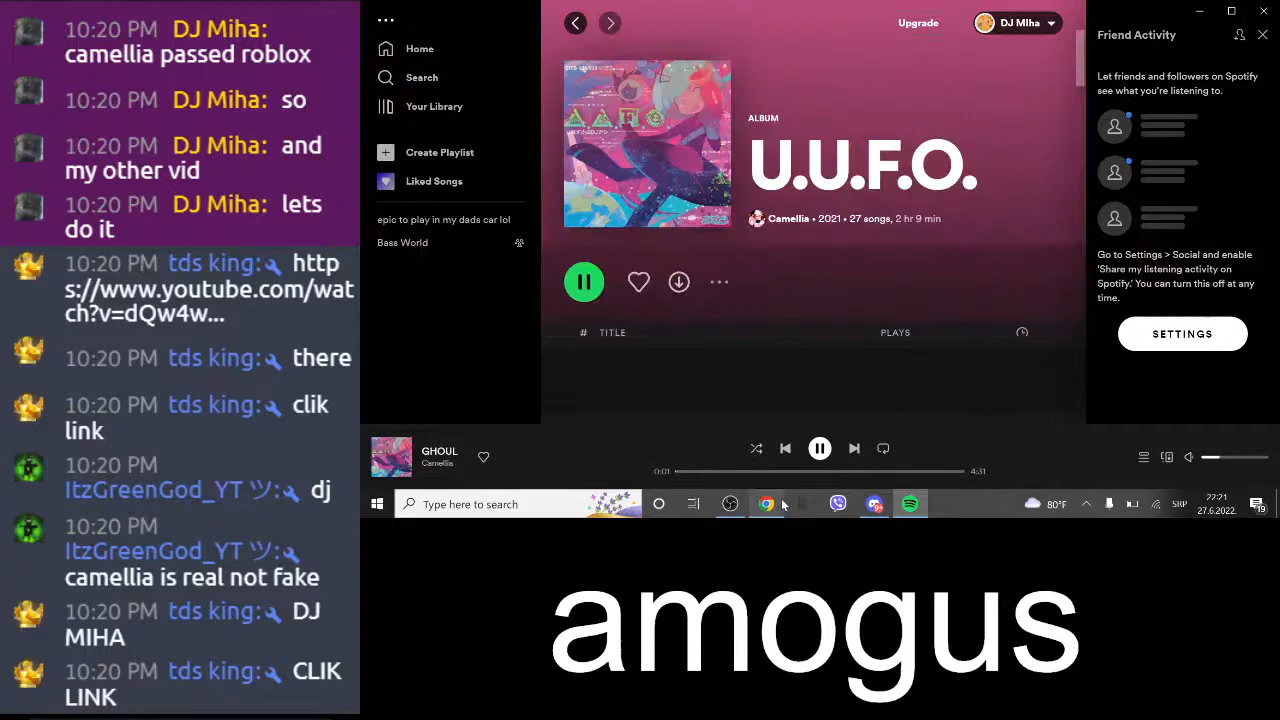 10:20 PM DJ Miha:
camellia passed roblox
10:20 PM DJ Miha: so
10:20 PM DJ Miha: and
my other vid
10:20 PM DJ Miha: lets
do it
10:20 PM tds king: http
s://www.youtube.com/wat
ch?v=dQw4w...
10:20 PM tds king: there
10:20 PM tds king: clik
link
10:20 PM
ItzGreenGod_YT ツ: dj
10:20 PM
ItzGreenGod_YT ツ:
camellia is real not fake
10:20 PM tds king: DJ
MIHA
10:20 PM tds king: CLIK
LINK
Home
Search
Your Library
Create Playlist
Liked Songs
epic to play in my dads car lol
Bass World
Upgrade
DJ Miha
ALBUM
U.U.F.O.
Camellia • 2021 • 27 songs, 2 hr 9 min
# TITLE PLAYS
Friend Activity
Let friends and followers on Spotify
see what you're listening to.
Go to Settings > Social and enable
'Share my listening activity on
Spotify.' You can turn this off at any
time.
SETTINGS
GHOUL
Camellia
0:01
4:31
Type here to search
9+
80°F
SRP
22:21
27.6.2022.
19
amogus